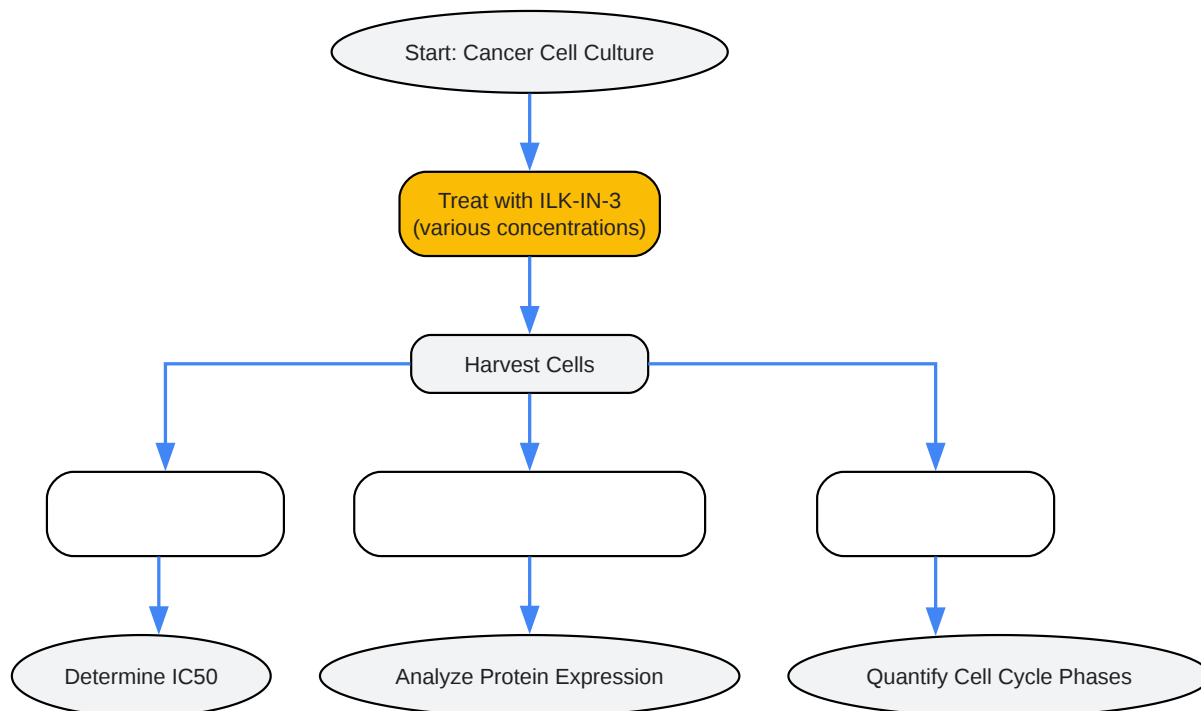 Start: Cancer Cell Culture
Treat with ILK-IN-3
(various concentrations)
Harvest Cells
Determine IC50
Analyze Protein Expression
Quantify Cell Cycle Phases